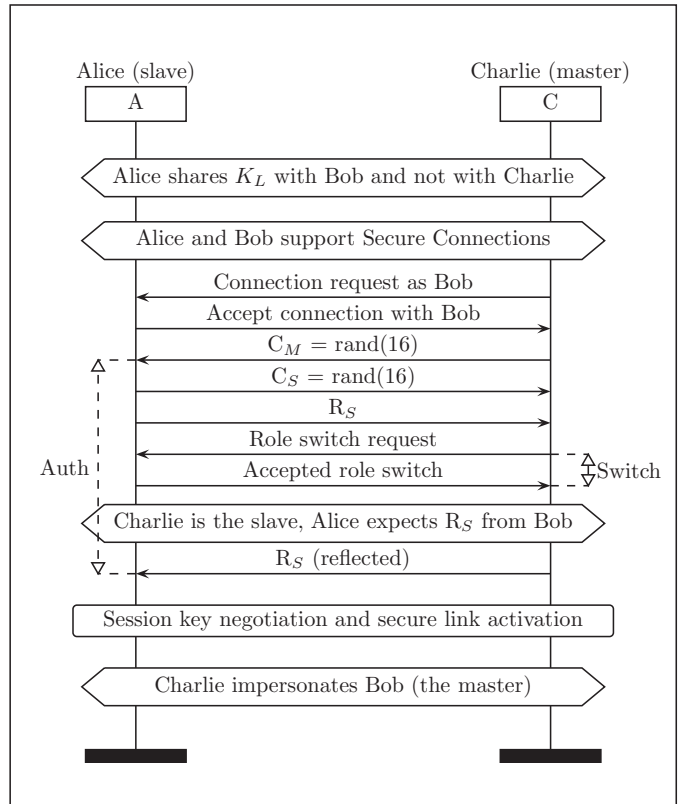 Alice (slave)
Charlie (master)
A
C
Alice shares K_L with Bob and not with Charlie
Alice and Bob support Secure Connections
Connection request as Bob
Accept connection with Bob
C_M = rand(16)
C_S = rand(16)
R_S
Role switch request
Auth
Accepted role switch
Switch
Charlie is the slave, Alice expects R_S from Bob
R_S (reflected)
Session key negotiation and secure link activation
Charlie impersonates Bob (the master)